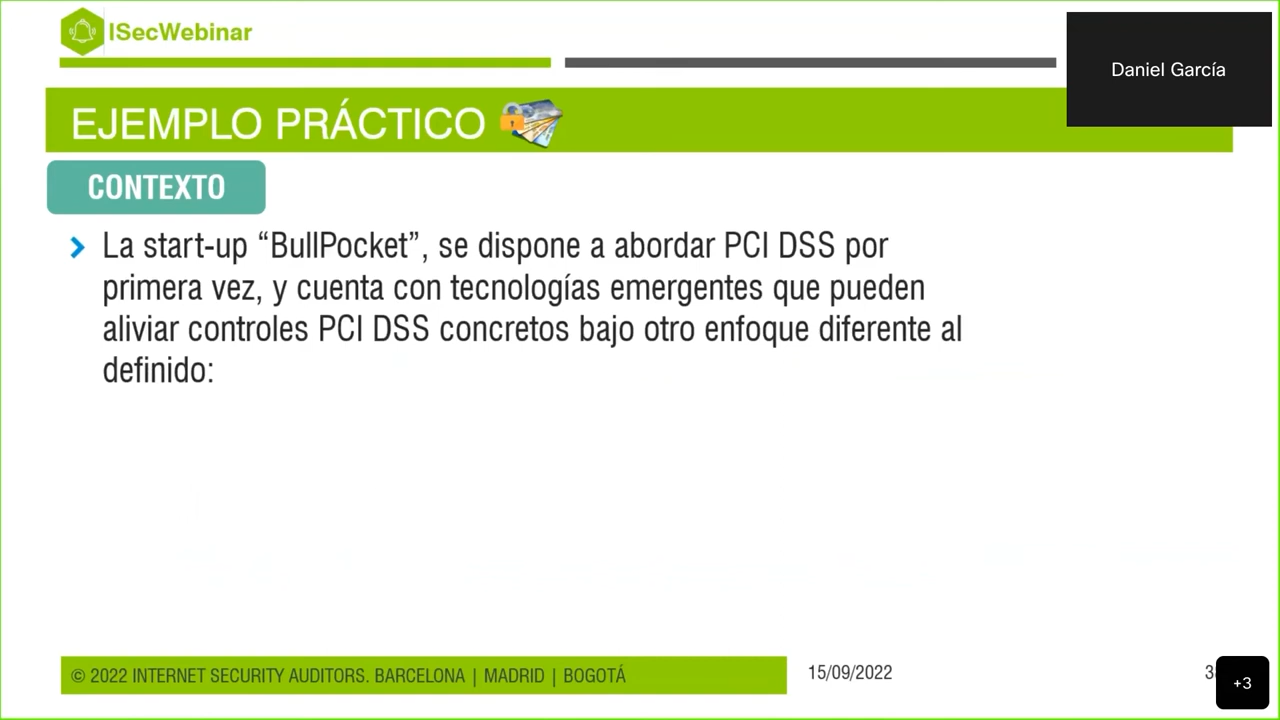 ISecWebinar
Daniel García
EJEMPLO PRÁCTICO
CONTEXTO
La start-up “BullPocket”, se dispone a abordar PCI DSS por
primera vez, y cuenta con tecnologías emergentes que pueden
aliviar controles PCI DSS concretos bajo otro enfoque diferente al
definido:
© 2022 INTERNET SECURITY AUDITORS. BARCELONA | MADRID | BOGOTÁ
15/09/2022
+3